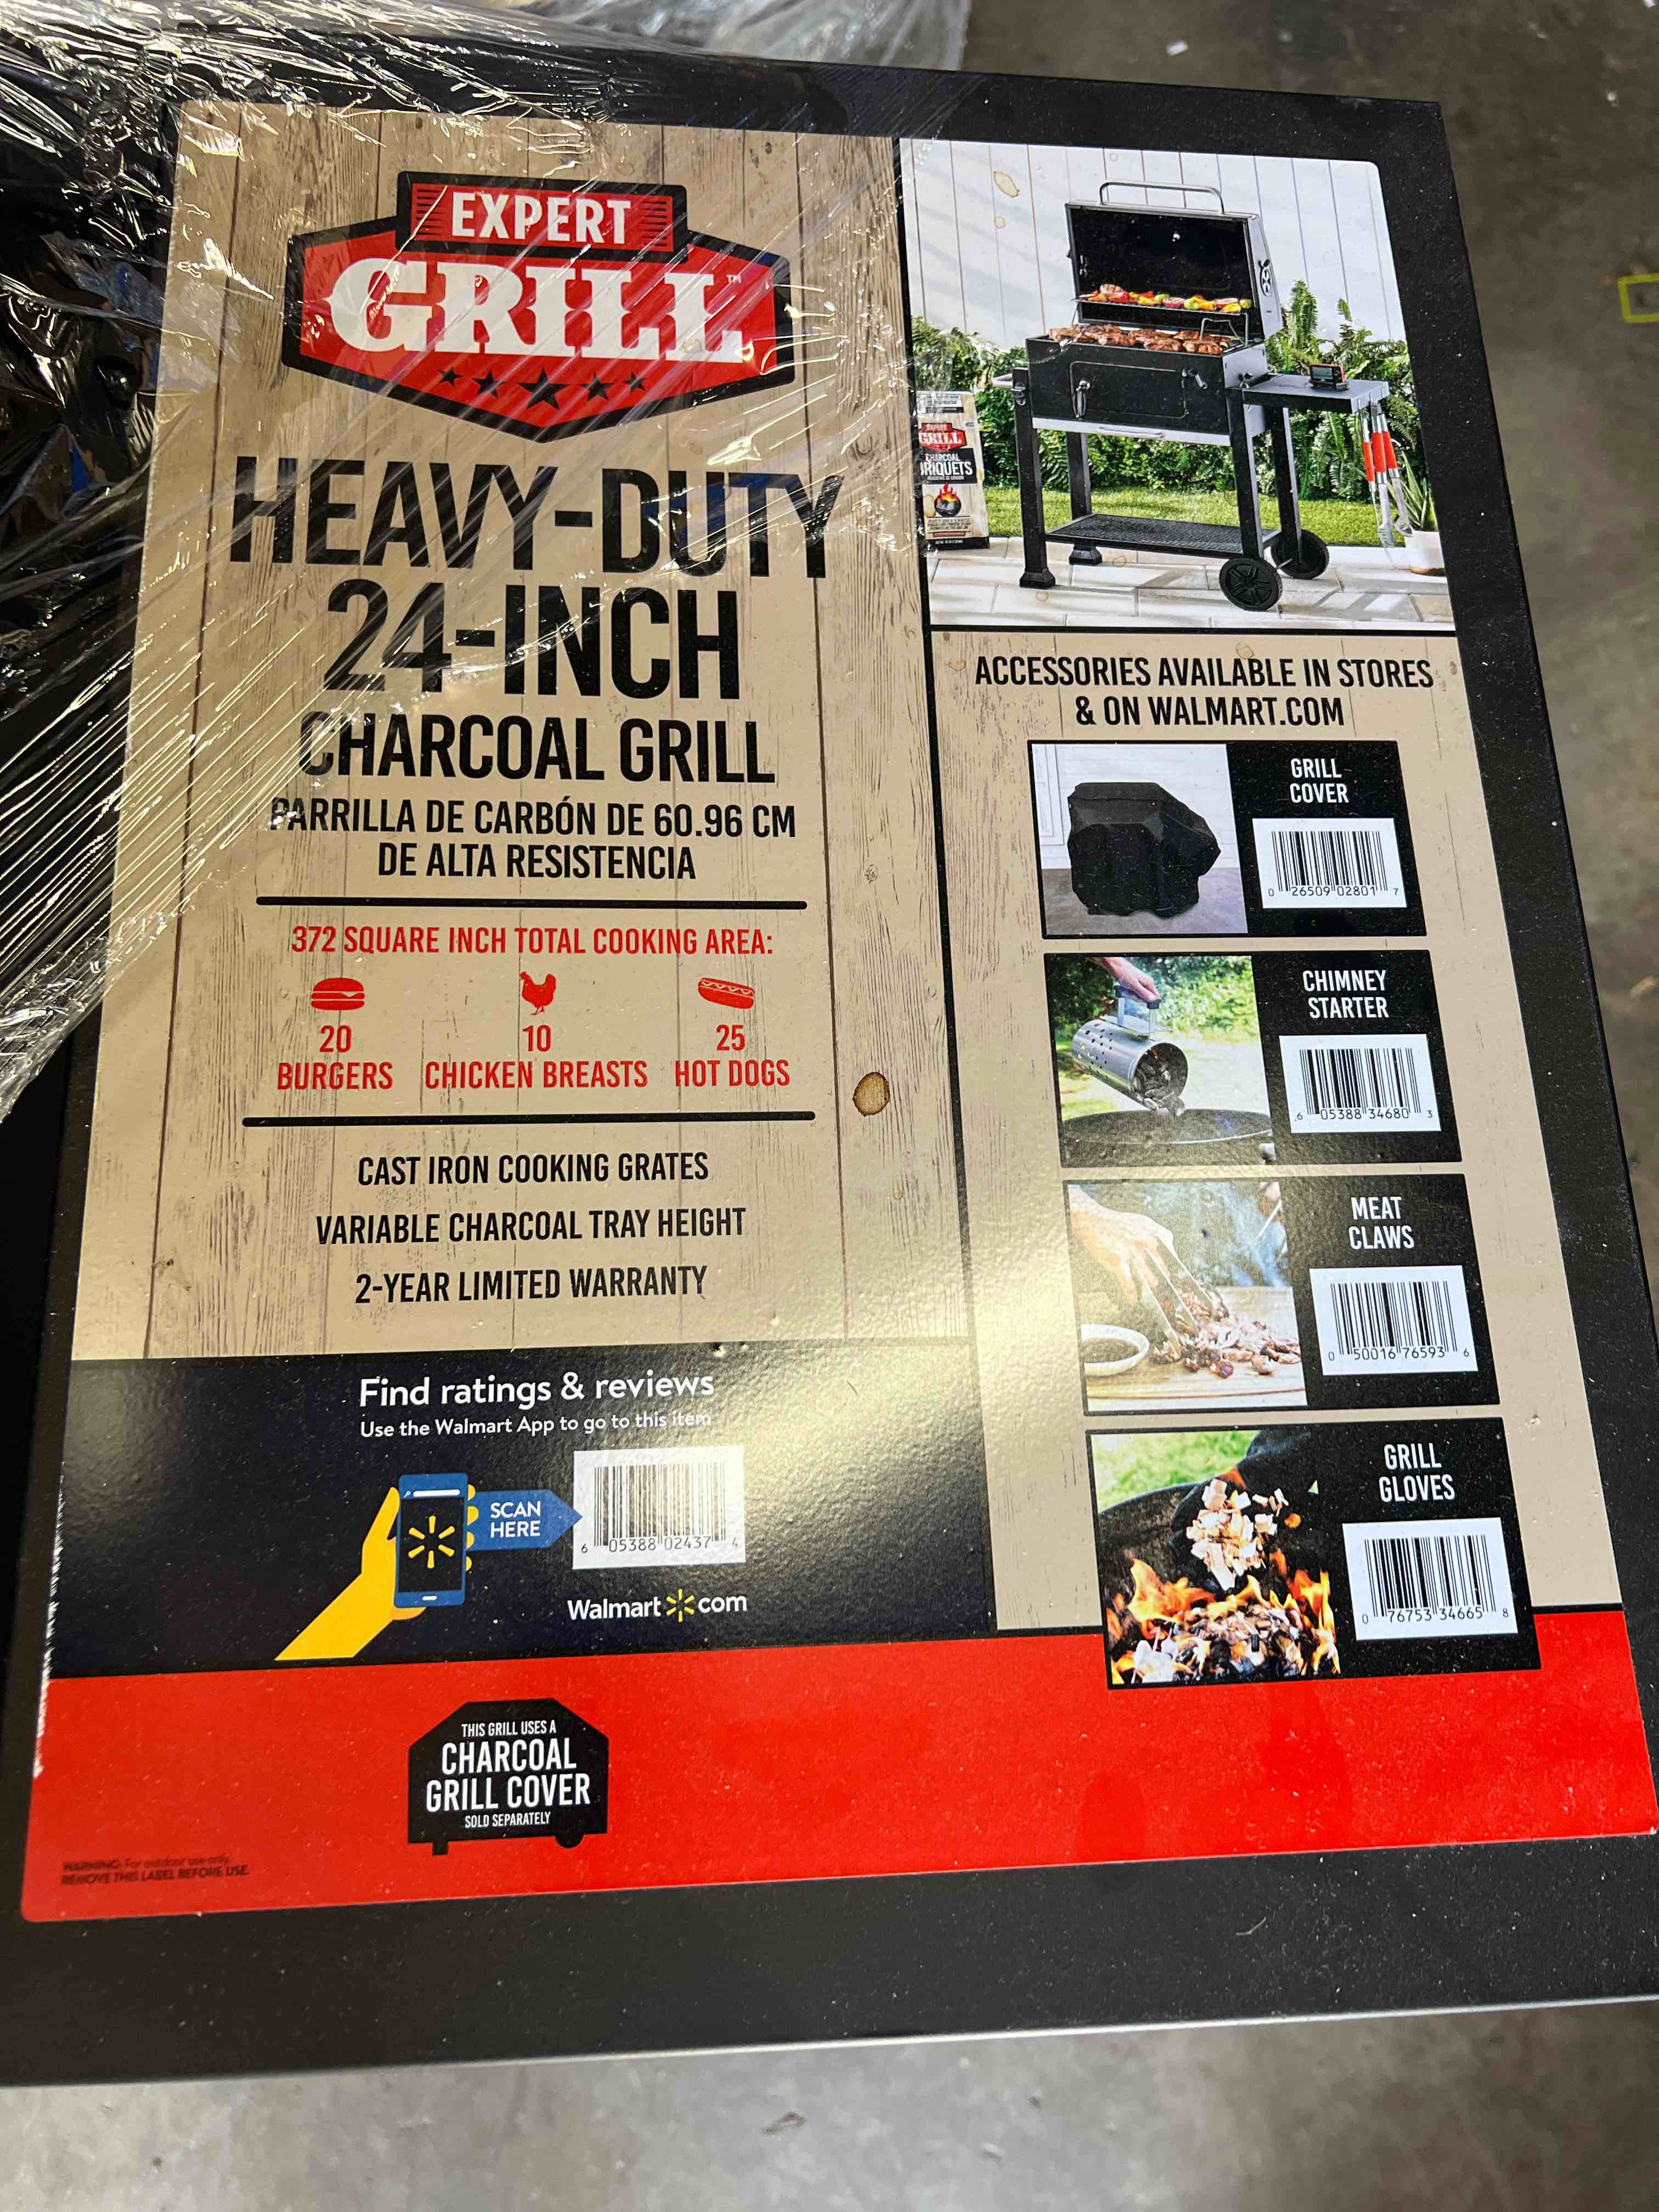 EXPERT
GRILL™
HEAVY-DUTY
24-INCH
CHARCOAL GRILL
PARRILLA DE CARBÓN DE 60.96 CM
DE ALTA RESISTENCIA
372 SQUARE INCH TOTAL COOKING AREA:
20
BURGERS
10
CHICKEN BREASTS
25
HOT DOGS
CAST IRON COOKING GRATES
VARIABLE CHARCOAL TRAY HEIGHT
2-YEAR LIMITED WARRANTY
Find ratings & reviews
Use the Walmart App to go to this item
SCAN
HERE
6 05388 02437 4
Walmart com
THIS GRILL USES A
CHARCOAL
GRILL COVER
SOLD SEPARATELY
WARNING: For outdoor use only.
REMOVE THIS LABEL BEFORE USE.
EXPERT
GRILL
CHARCOAL
BRIQUETS
ACCESSORIES AVAILABLE IN STORES
& ON WALMART.COM
GRILL
COVER
0 26509 02801 7
CHIMNEY
STARTER
6 05388 34680 3
MEAT
CLAWS
0 50016 76593 6
GRILL
GLOVES
0 76753 34665 8